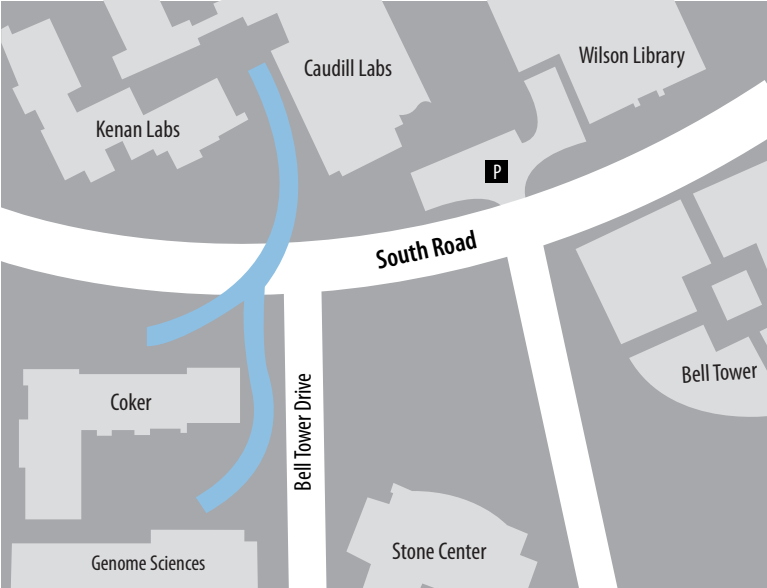 Wilson Library
Caudill Labs
Kenan Labs
P
South Road
Bell Tower
Coker
Bell Tower Drive
Stone Center
Genome Sciences